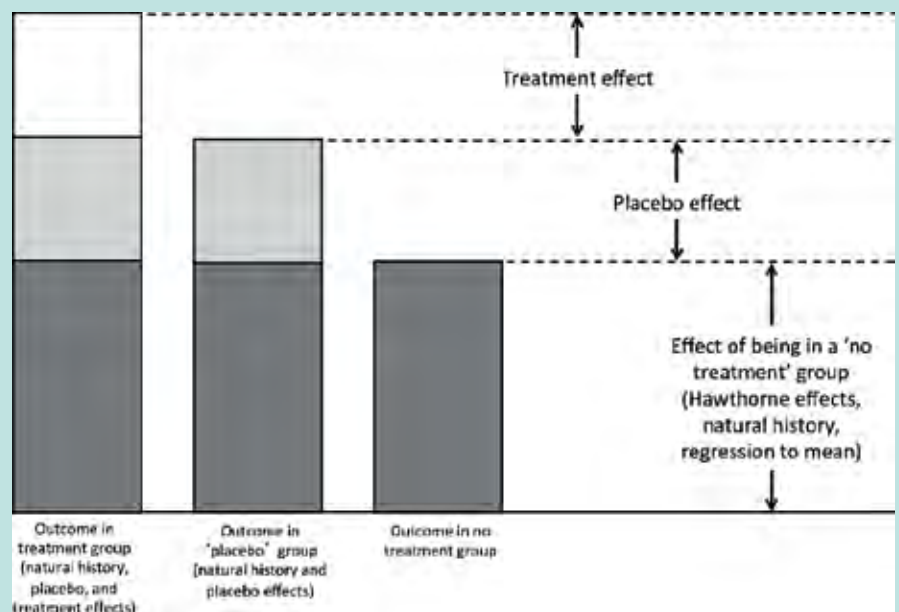 Treatment effect
Placebo effect
Effect of being in a 'no
treatment' group
(Hawthorne effects,
natural history,
regression to mean)
Outcome in
treatment group
(natural history,
placebo, and
treatment effects)
Outcome in
'placebo' group
(natural history and
placebo effects)
Outcome in no
treatment group